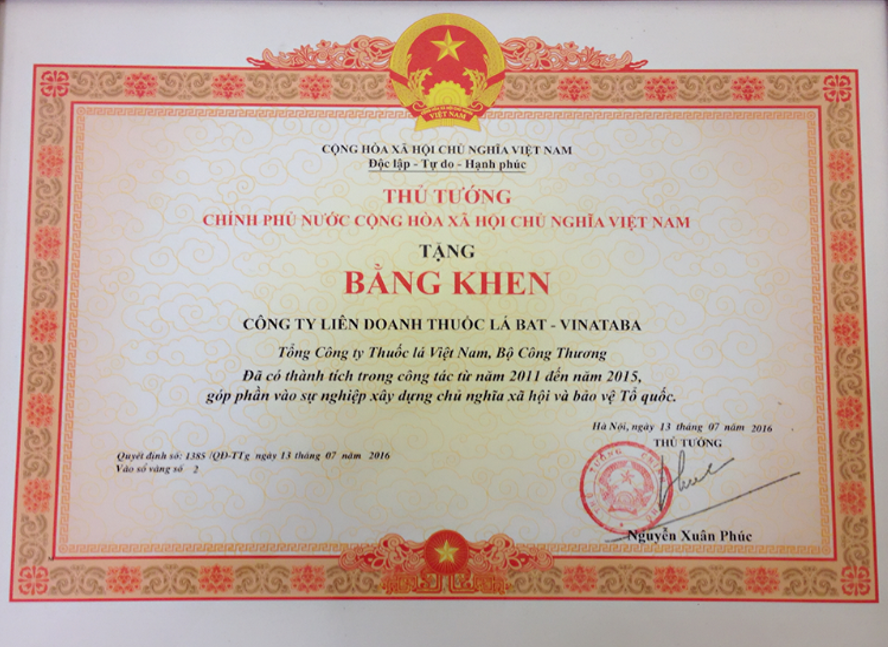 VIỆT NAM
CỘNG HÒA XÃ HỘI CHỦ NGHĨA VIỆT NAM
Độc lập - Tự do - Hạnh phúc
THỦ TƯỚNG
CHÍNH PHỦ NƯỚC CỘNG HÒA XÃ HỘI CHỦ NGHĨA VIỆT NAM
TẶNG
BẰNG KHEN
CÔNG TY LIÊN DOANH THUỐC LÁ BAT - VINATABA
Tổng Công ty Thuốc lá Việt Nam, Bộ Công Thương
Đã có thành tích trong công tác từ năm 2011 đến năm 2015,
góp phần vào sự nghiệp xây dựng chủ nghĩa xã hội và bảo vệ Tổ quốc.
Hà Nội, ngày 13 tháng 07 năm 2016
THỦ TƯỚNG
Quyết định số: 1385 /QĐ-TTg ngày 13 tháng 07 năm 2016
Vào sổ vàng số 2
THỦ TƯỚNG CHÍNH PHỦ
Nguyễn Xuân Phúc